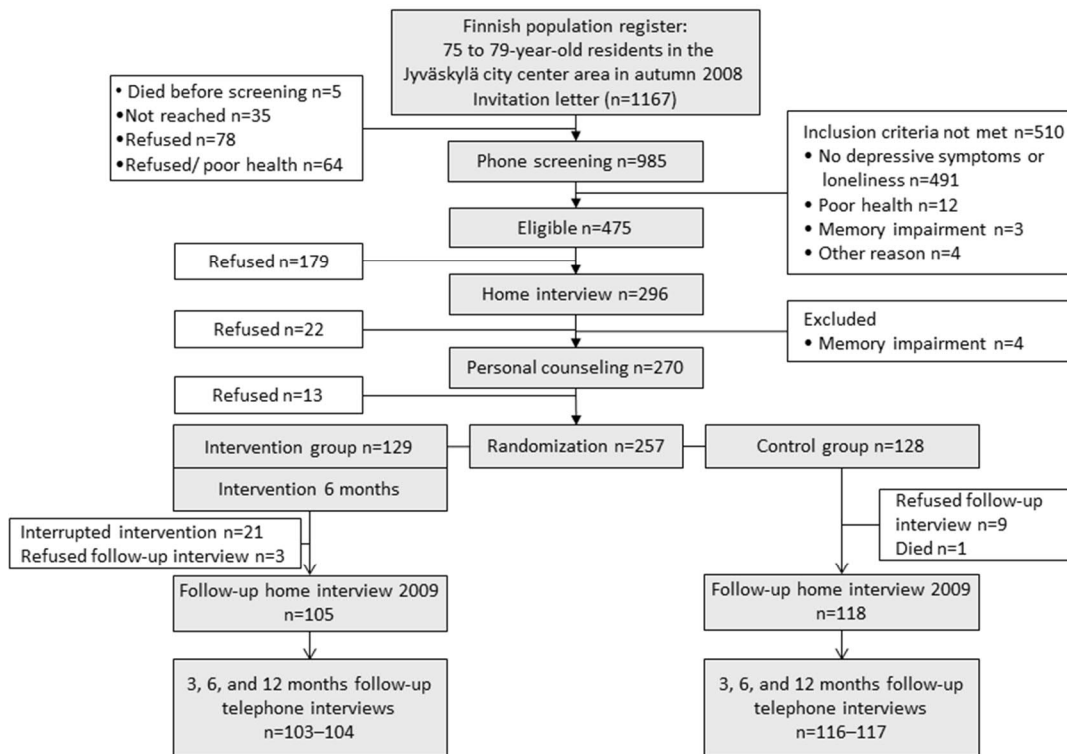 Finnish population register:
75 to 79-year-old residents in the
Jyväskylä city center area in autumn 2008
Invitation letter (n=1167)
• Died before screening n=5
•Not reached n=35
•Refused n=78
•Refused/ poor health n=64
Phone screening n=985
Inclusion criteria not met n=510
• No depressive symptoms or
loneliness n=491
• Poor health n=12
• Memory impairment n=3
• Other reason n=4
Eligible n=475
Refused n=179
Home interview n=296
Refused n=22
Excluded
• Memory impairment n=4
Personal counseling n=270
Refused n=13
Intervention group n=129
Randomization n=257
Control group n=128
Intervention 6 months
Interrupted intervention n=21
Refused follow-up interview n=3
Refused follow-up
interview n=9
Died n=1
Follow-up home interview 2009
n=105
Follow-up home interview 2009
n=118
3, 6, and 12 months follow-up
telephone interviews
n=103–104
3, 6, and 12 months follow-up
telephone interviews
n=116–117